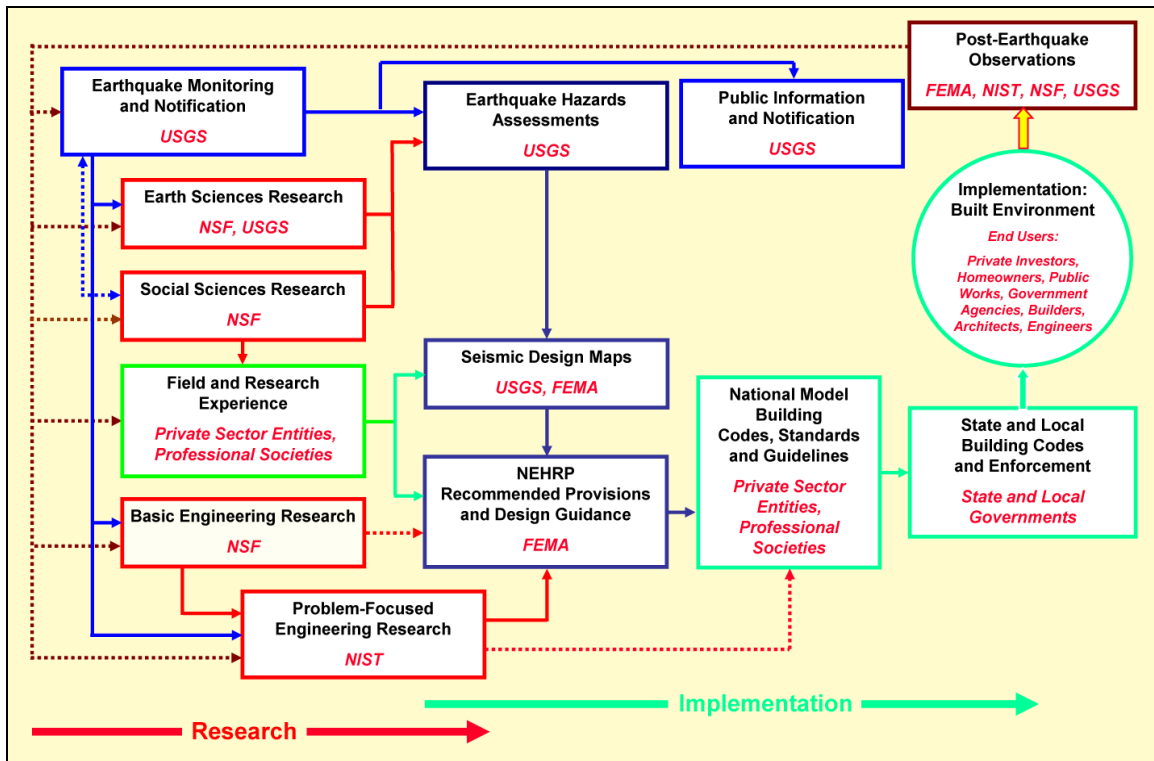 Post-Earthquake
Observations
FEMA, NIST, NSF, USGS
Earthquake Monitoring
and Notification
USGS
Earthquake Hazards
Assessments
USGS
Public Information
and Notification
USGS
Earth Sciences Research
NSF, USGS
Implementation:
Built Environment
End Users:
Private Investors,
Homeowners, Public
Works, Government
Agencies, Builders,
Architects, Engineers
Social Sciences Research
NSF
Field and Research
Experience
Private Sector Entities,
Professional Societies
Seismic Design Maps
USGS, FEMA
National Model
Building
Codes, Standards
and Guidelines
Private Sector
Entities,
Professional
Societies
State and Local
Building Codes
and Enforcement
State and Local
Governments
NEHRP
Recommended Provisions
and Design Guidance
FEMA
Basic Engineering Research
NSF
Problem-Focused
Engineering Research
NIST
Implementation
Research